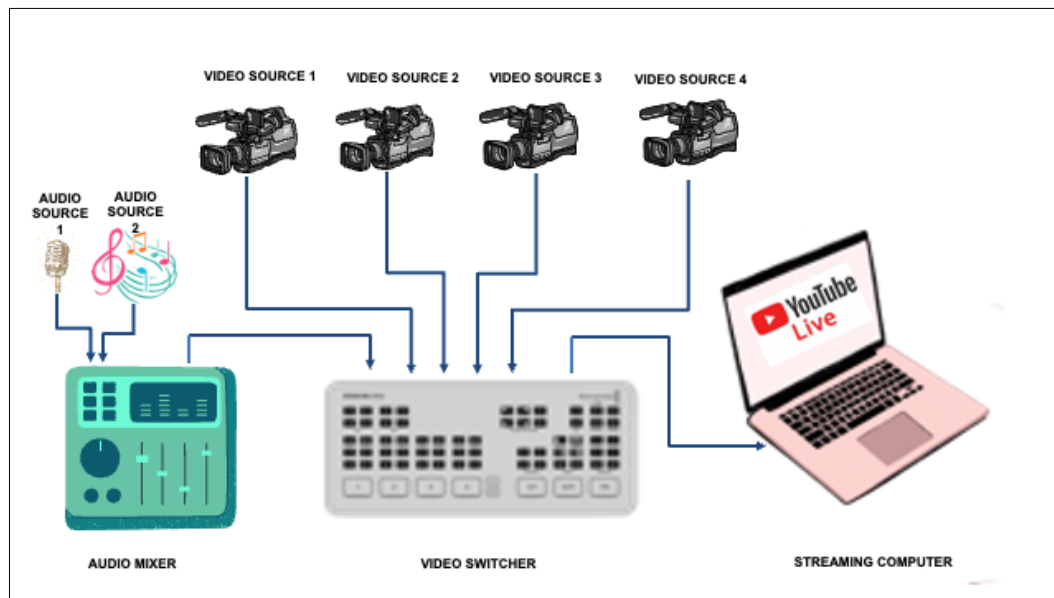 VIDEO SOURCE 1
VIDEO SOURCE 2
VIDEO SOURCE 3
VIDEO SOURCE 4
AUDIO
SOURCE
1
AUDIO
SOURCE
2
YouTube
Live
AUDIO MIXER
VIDEO SWITCHER
STREAMING COMPUTER